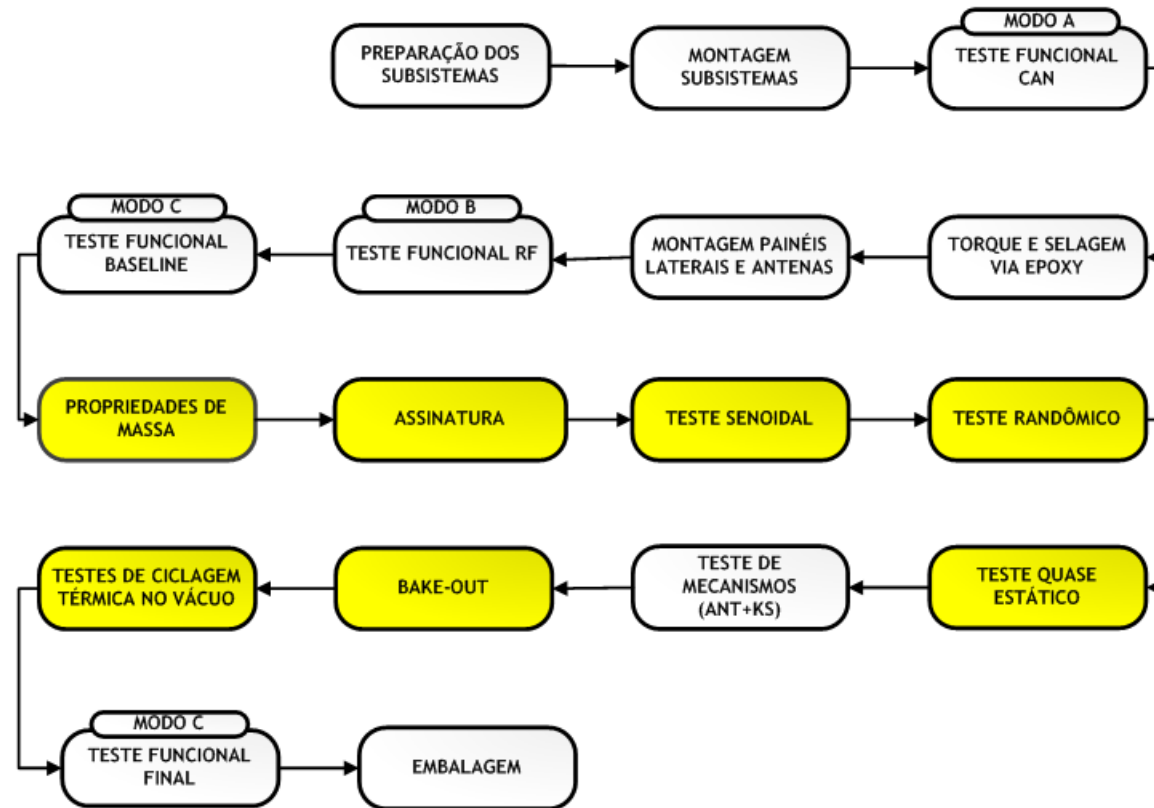 PREPARAÇÃO DOS
SUBSISTEMAS
MONTAGEM
SUBSISTEMAS
MODO A
TESTE FUNCIONAL
CAN
MODO C
TESTE FUNCIONAL
BASELINE
MODO B
TESTE FUNCIONAL RF
MONTAGEM PAINÉIS
LATERAIS E ANTENAS
TORQUE E SELAGEM
VIA EPOXY
PROPRIEDADES DE
MASSA
ASSINATURA
TESTE SENOIDAL
TESTE RANDÔMICO
TESTES DE CICLAGEM
TÉRMICA NO VÁCUO
BAKE-OUT
TESTE DE
MECANISMOS
(ANT+KS)
TESTE QUASE
ESTÁTICO
MODO C
TESTE FUNCIONAL
FINAL
EMBALAGEM